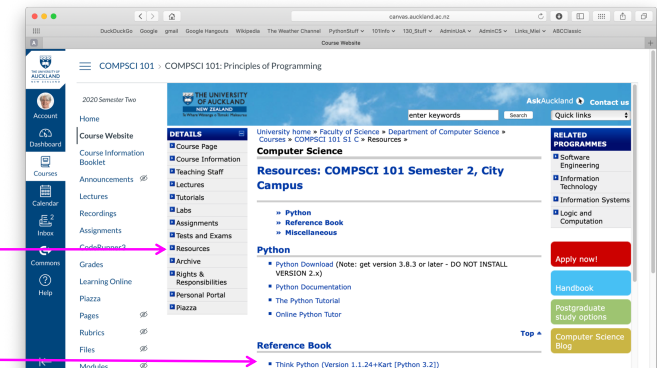 canvas.auckland.ac.nz
DuckDuckGo Google gmail Google Hangouts Wikipedia The Weather Channel PythonStuff 101Info 130_Stuff AdminUoA AdminCS Links_Misl ABCClassic
A
Course Website
+
THE UNIVERSITY OF
AUCKLAND
NEW ZEALAND
COMPSCI 101 > COMPSCI 101: Principles of Programming
Account
Dashboard
Courses
Calendar
2
Inbox
Commons
Help
2020 Semester Two
Home
Course Website
Course Information
Booklet
Announcements
Lectures
Recordings
Assignments
CodeRunner2
Grades
Learning Online
Piazza
Pages
Rubrics
Files
Modules
THE UNIVERSITY
OF AUCKLAND
NEW ZEALAND
AskAuckland Contact us
enter keywords
Search
Quick links
DETAILS
Course Page
Course Information
Teaching Staff
Lectures
Tutorials
Labs
Assignments
Tests and Exams
Resources
Archive
Rights &
Responsibilities
Personal Portal
Piazza
University home » Faculty of Science » Department of Computer Science »
Courses » COMPSCI 101 S1 C » Resources »
Computer Science
Resources: COMPSCI 101 Semester 2, City
Campus
» Python
» Reference Book
» Miscellaneous
Python
Python Download (Note: get version 3.8.3 or later - DO NOT INSTALL
VERSION 2.x)
Python Documentation
The Python Tutorial
Online Python Tutor
Top
Reference Book
Think Python (Version 1.1.24+Kart [Python 3.2])
RELATED
PROGRAMMES
Software
Engineering
Information
Technology
Information Systems
Logic and
Computation
Apply now!
Handbook
Postgraduate
study options
Computer Science
Blog